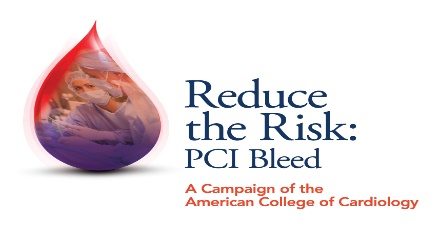 Reduce
the Risk:
PCI Bleed
A Campaign of the
American College of Cardiology